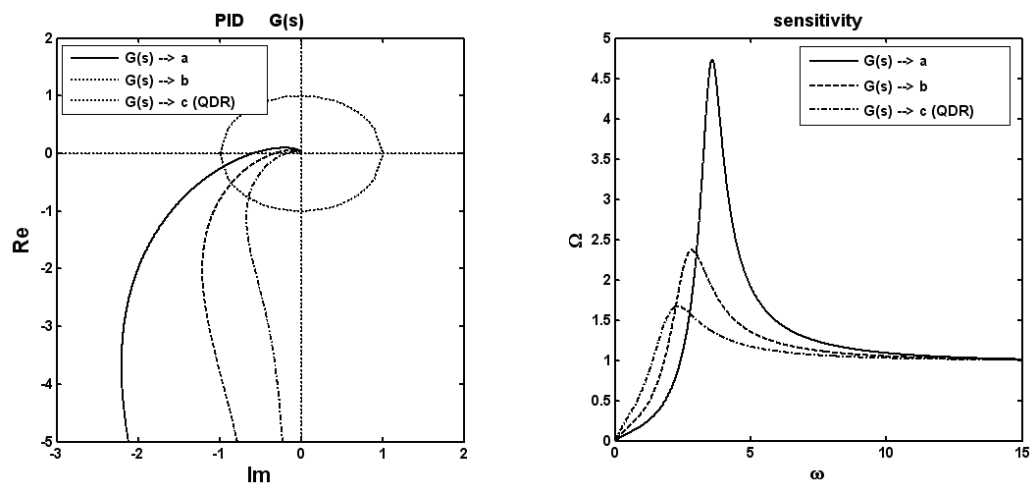 PID G(s)
2
1
0
-1
-2
-3
-4
-5
Re
G(s) --> a
G(s) --> b
G(s) --> c (QDR)
-3 -2 -1 0 1 2
Im
sensitivity
5
4.5
4
3.5
3
2.5
2
1.5
1
0.5
0
Ω
G(s) --> a
G(s) --> b
G(s) --> c (QDR)
0 5 10 15
ω